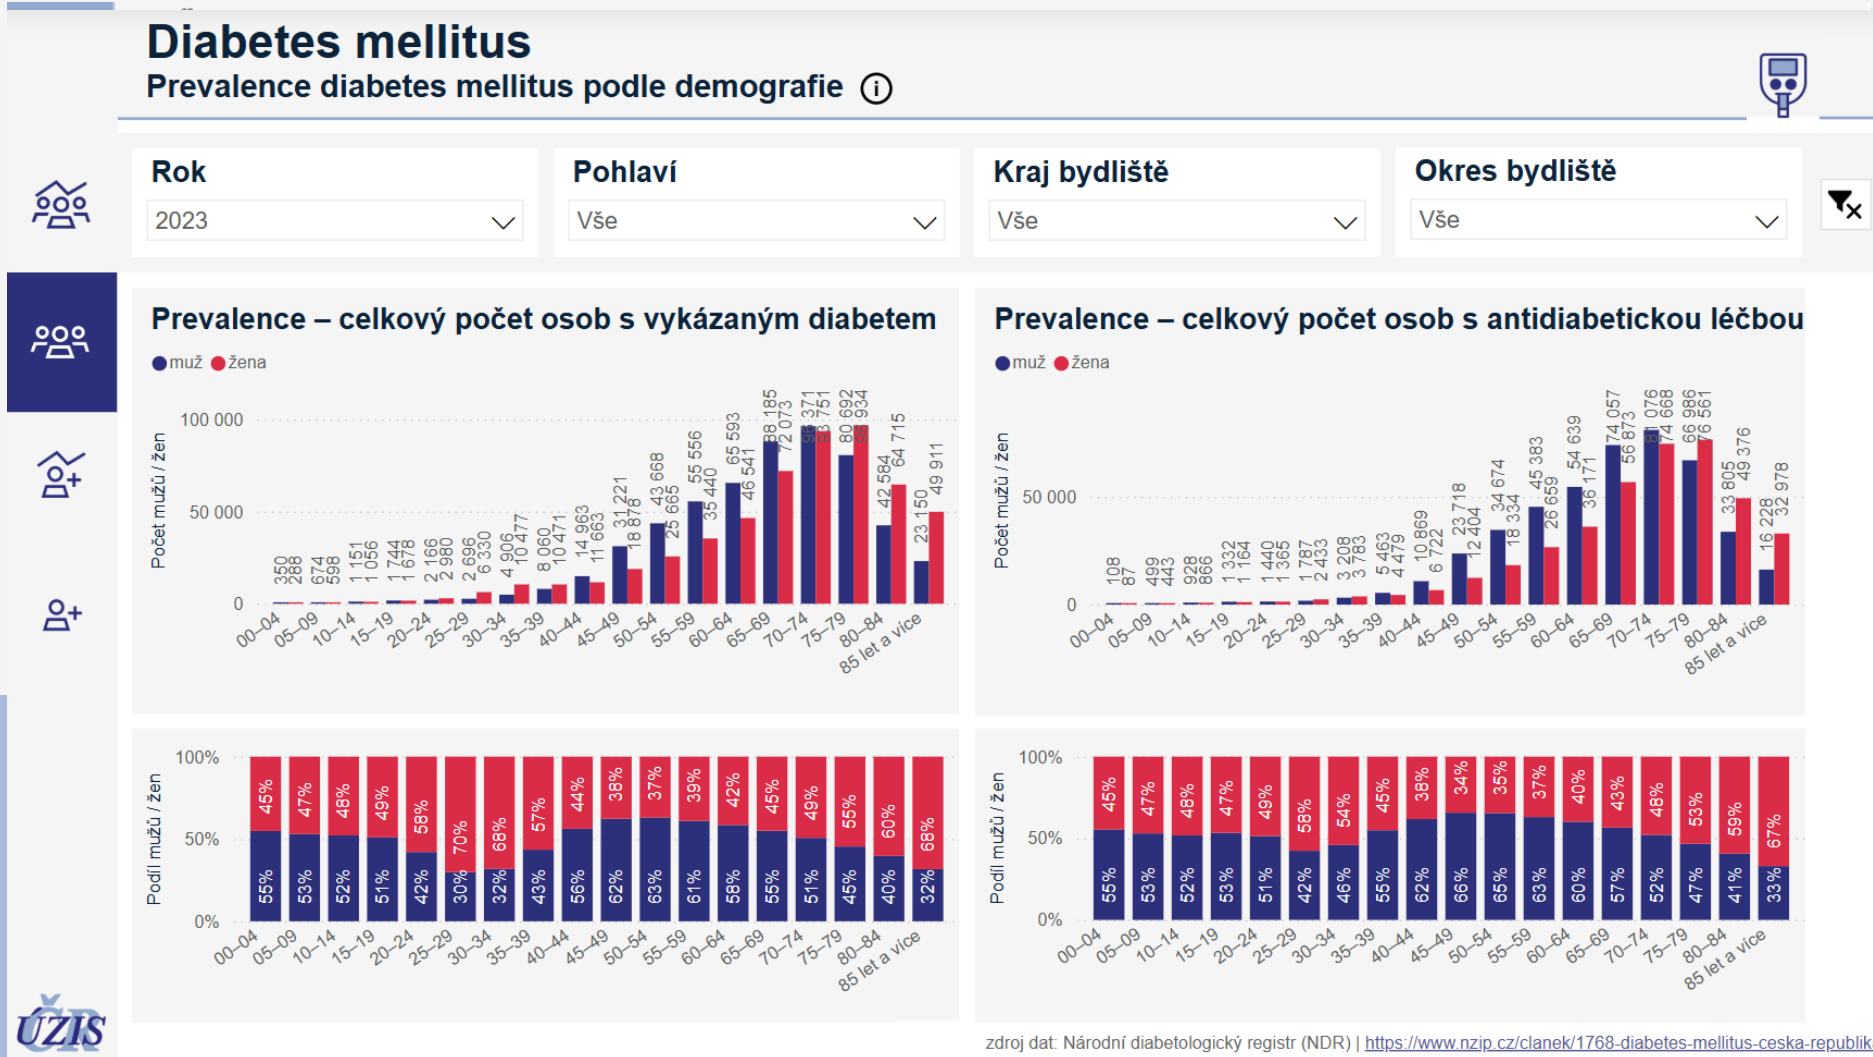 Diabetes mellitus
Prevalence diabetes mellitus podle demografie
Rok
2023
Pohlaví
Vše
Kraj bydliště
Vše
Okres bydliště
Vše
Prevalence – celkový počet osob s vykázaným diabetem
muž žena
Počet mužů / žen
100 000
50 000
0
350 288 674 598 1 151 1 056 1 744 1 678 2 166 2 980 2 696 6 330 4 906 10 477 8 060 10 471 14 963 11 663 31 221 18 878 43 668 25 665 55 556 35 440 65 593 46 541 88 185 72 073 96 371 93 751 80 692 934 42 584 64 715 23 150 49 911
00–04 05–09 10–14 15–19 20–24 25–29 30–34 35–39 40–44 45–49 50–54 55–59 60–64 65–69 70–74 75–79 80–84 85 let a více
Prevalence – celkový počet osob s antidiabetickou léčbou
muž žena
Počet mužů / žen
50 000
0
108 87 499 443 928 866 1 332 1 164 1 440 1 365 1 787 2 433 3 208 3 783 5 463 4 479 10 869 6 722 23 718 12 404 34 674 18 334 45 383 26 659 54 639 36 171 74 057 56 873 81 076 74 668 66 986 76 561 33 805 49 376 16 228 32 978
00–04 05–09 10–14 15–19 20–24 25–29 30–34 35–39 40–44 45–49 50–54 55–59 60–64 65–69 70–74 75–79 80–84 85 let a více
Podíl mužů / žen
100%
50%
0%
45% 47% 48% 49% 58% 70% 68% 57% 44% 38% 37% 39% 42% 45% 49% 55% 60% 68%
55% 53% 52% 51% 42% 30% 32% 43% 56% 62% 63% 61% 58% 55% 51% 45% 40% 32%
00–04 05–09 10–14 15–19 20–24 25–29 30–34 35–39 40–44 45–49 50–54 55–59 60–64 65–69 70–74 75–79 80–84 85 let a více
Podíl mužů / žen
100%
50%
0%
45% 47% 48% 47% 49% 58% 54% 45% 38% 34% 35% 37% 40% 43% 48% 53% 59% 67%
55% 53% 52% 53% 51% 42% 46% 55% 62% 66% 65% 63% 60% 57% 52% 47% 41% 33%
00–04 05–09 10–14 15–19 20–24 25–29 30–34 35–39 40–44 45–49 50–54 55–59 60–64 65–69 70–74 75–79 80–84 85 let a více
ÚZIS ČR
zdroj dat: Národní diabetologický registr (NDR) | https://www.nzip.cz/clanek/1768-diabetes-mellitus-ceska-republik